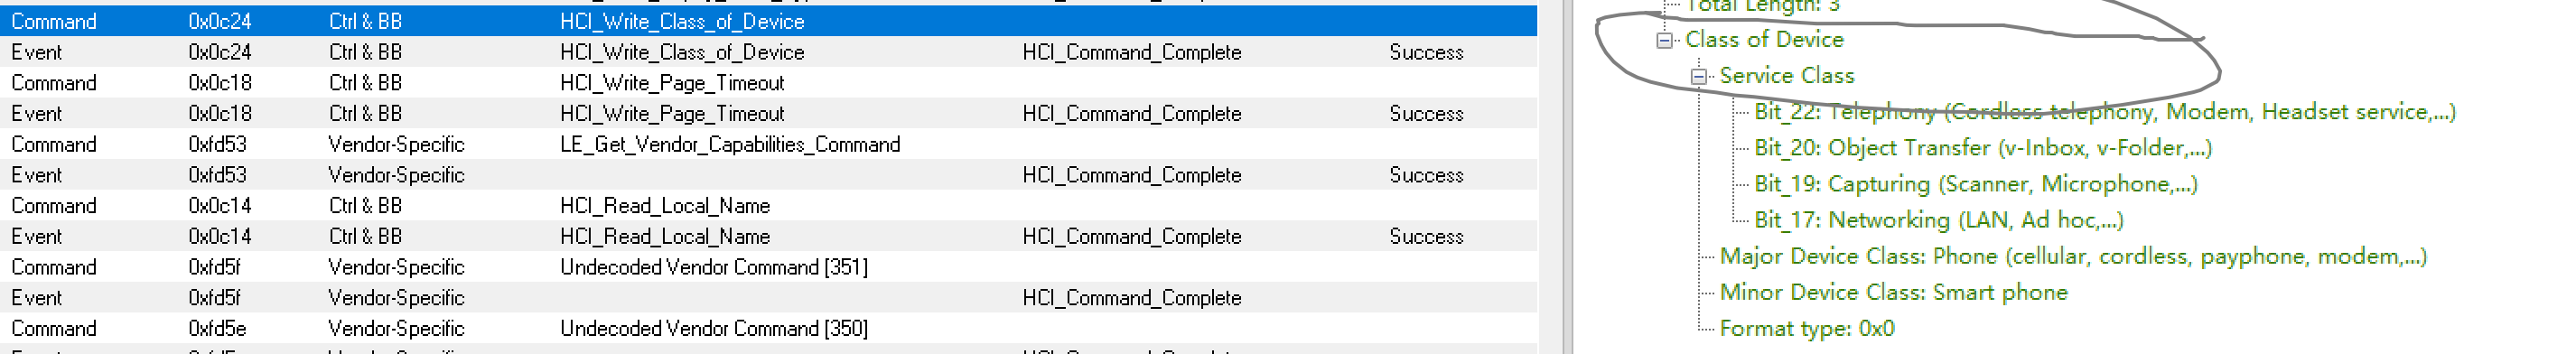 Command 0x0c24 Ctrl & BB HCI_Write_Class_of_Device
Event 0x0c24 Ctrl & BB HCI_Write_Class_of_Device HCI_Command_Complete Success
Command 0x0c18 Ctrl & BB HCI_Write_Page_Timeout
Event 0x0c18 Ctrl & BB HCI_Write_Page_Timeout HCI_Command_Complete Success
Command 0xfd53 Vendor-Specific LE_Get_Vendor_Capabilities_Command
Event 0xfd53 Vendor-Specific HCI_Command_Complete Success
Command 0x0c14 Ctrl & BB HCI_Read_Local_Name
Event 0x0c14 Ctrl & BB HCI_Read_Local_Name HCI_Command_Complete Success
Command 0xfd5f Vendor-Specific Undecoded Vendor Command [351]
Event 0xfd5f Vendor-Specific HCI_Command_Complete
Command 0xfd5e Vendor-Specific Undecoded Vendor Command [350]
Total Length: 3
Class of Device
Service Class
Bit_22: Telephony (Cordless telephony, Modem, Headset service,...)
Bit_20: Object Transfer (v-Inbox, v-Folder,...)
Bit_19: Capturing (Scanner, Microphone,...)
Bit_17: Networking (LAN, Ad hoc,...)
Major Device Class: Phone (cellular, cordless, payphone, modem,...)
Minor Device Class: Smart phone
Format type: 0x0